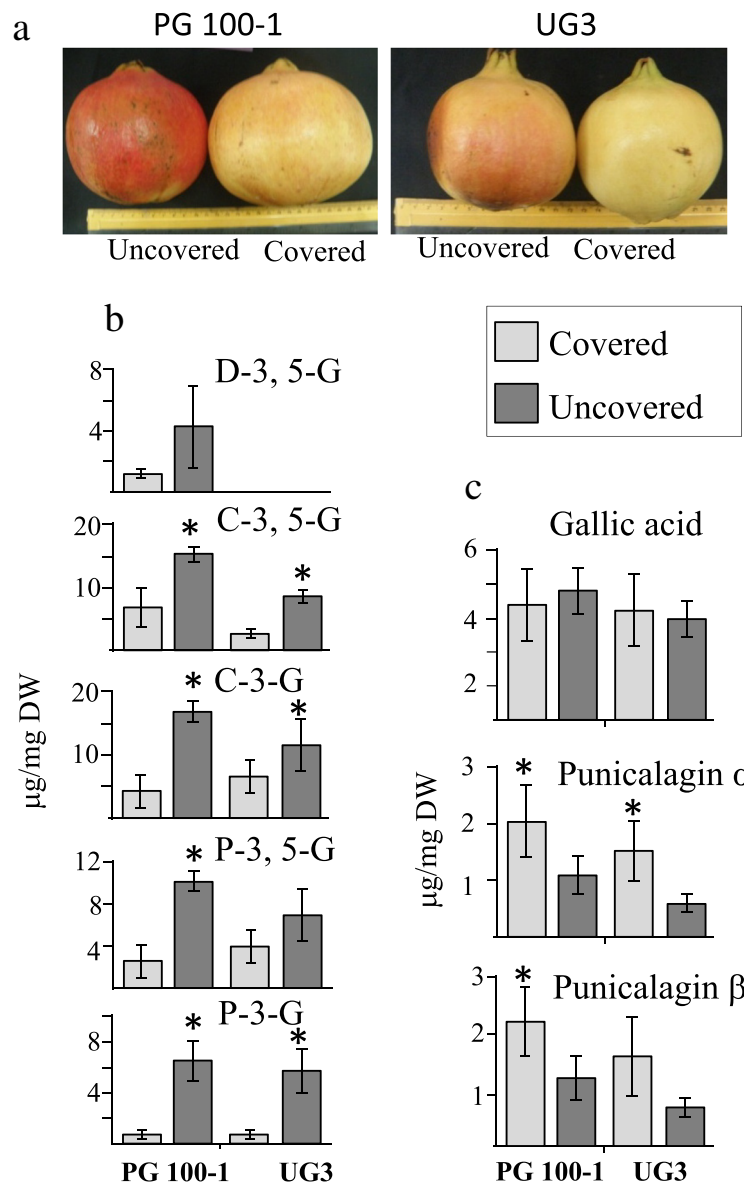 a
PG 100-1 UG3
Uncovered Covered Uncovered Covered
b
Covered
Uncovered
µg/mg DW
D-3, 5-G
8
4
C-3, 5-G
20
10
* *
C-3-G
20
10
* *
P-3, 5-G
12
8
4
*
P-3-G
8
4
* *
PG 100-1 UG3
c
µg/mg DW
Gallic acid
6
4
2
Punicalagin α
3
2
1
* *
Punicalagin β
3
2
1
*
PG 100-1 UG3